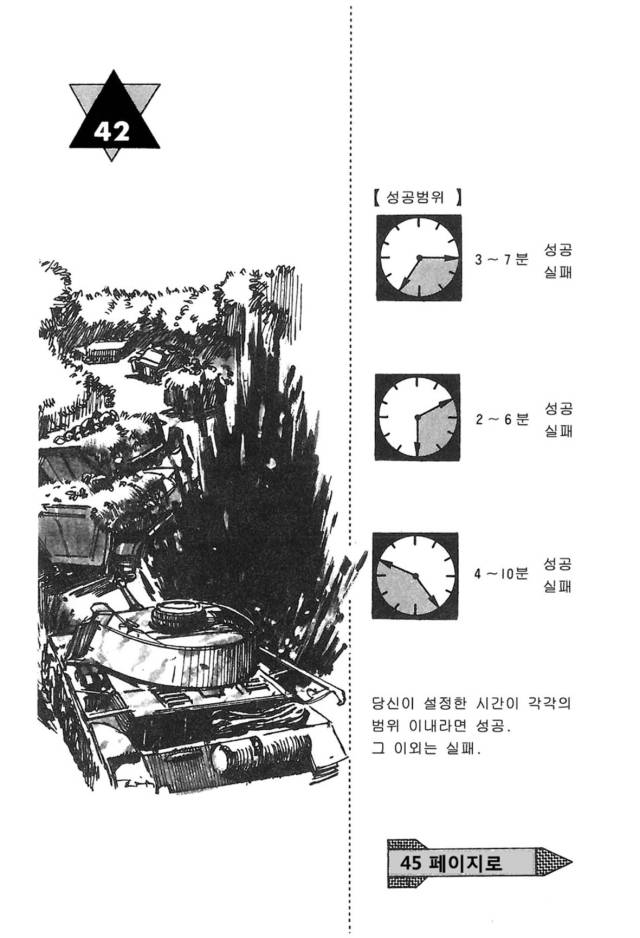 42
【 성공범위 】
3 ~ 7분 성공
실패
2 ~ 6분 성공
실패
4 ~ 10분 성공
실패
당신이 설정한 시간이 각각의
범위 이내라면 성공.
그 이외는 실패.
45 페이지로